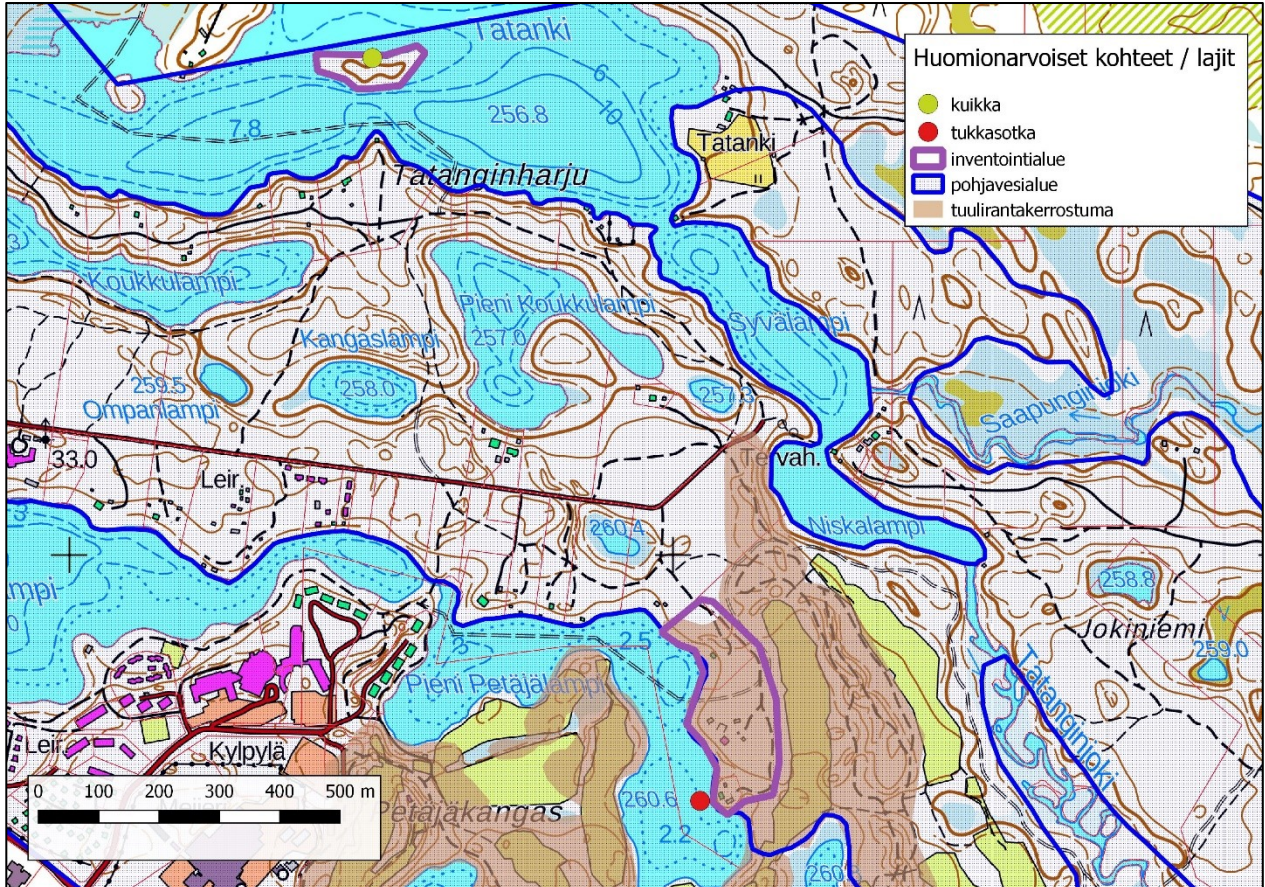 Tatanki
6
10
256.8
7.8
Huomionarvoiset kohteet / lajit
kuikka
tukkasotka
inventointialue
pohjavesialue
tuulirantakerrostuma
Tatanki
Tatanginharju
Koukkulampi
Pieni Koukkulampi
257.0
Kangaslampi
258.0
259.5
Ompanlampi
Syvälampi
257.3
Saapunginjoki
33.0
Leir.
Tervah.
Niskalampi
260.4
258.8
Jokiniemi
259.0
Tatanginjoki
3
2.5
Pieni Petäjälampi
Leir.
Kylpylä
Petäjäkangas
260.6
2.2
0 100 200 300 400 500 m